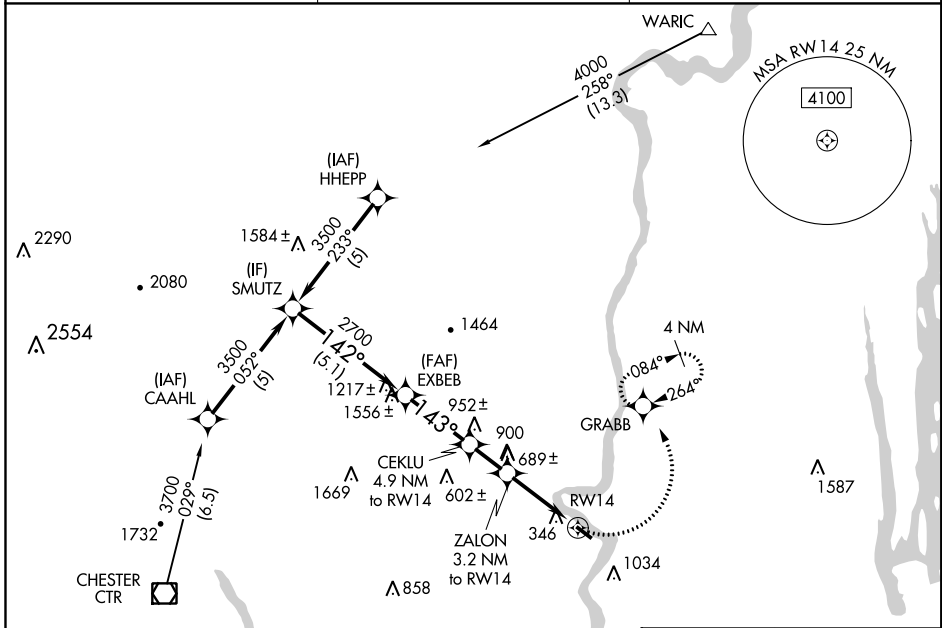 WARIC
4000
258°
(13.3)
MSA RW14 25 NM
4100
(IAF)
HHEPP
3500
233°
(5)
1584±
2290
2080
2554
(IF)
SMUTZ
2700
142°
(5.1)
1464
3500
052°
(5)
(IAF)
CAAHL
(FAF)
EXBEB
1217±
1556±
143°
952±
900
689±
4 NM
084°
264°
GRABB
CEKLU
4.9 NM
to RW14
1669
602±
RW14
346
ZALON
3.2 NM
to RW14
1587
1034
858
3700
029°
(6.5)
1732
CHESTER
CTR